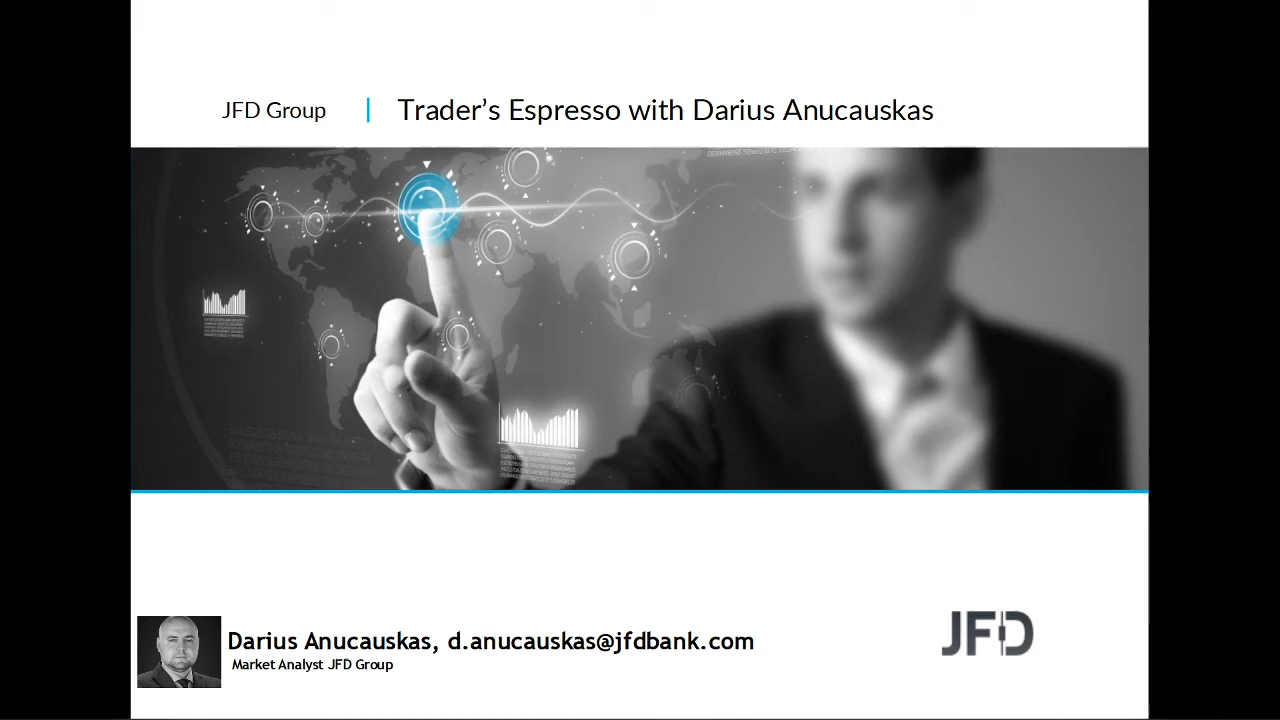 JFD Group
Trader's Espresso with Darius Anucauskas
Darius Anucauskas, d.anucauskas@jfdbank.com
Market Analyst JFD Group
JFD